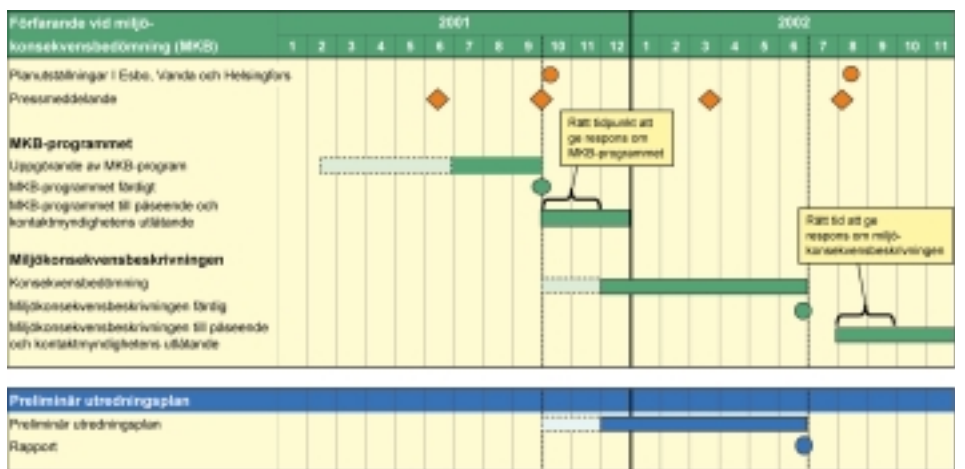 Förfarande vid miljö-
konsekvensbedömning (MKB)
2001
2002
1 2 3 4 5 6 7 8 9 10 11 12 1 2 3 4 5 6 7 8 9 10 11
Planutställningar i Esbo, Vanda och Helsingfors
Pressmeddelande
Rätt tidpunkt att
ge respons om
MKB-programmet
MKB-programmet
Uppgörande av MKB-program
MKB-programmet färdigt
MKB-programmet till påseende och
kontaktmyndighetens utlåtande
Rätt tid att ge
respons om miljö-
konsekvensbeskrivningen
Miljökonsekvensbeskrivningen
Konsekvensbedömning
Miljökonsekvensbeskrivningen färdig
Miljökonsekvensbeskrivningen till påseende
och kontaktmyndighetens utlåtande
Preliminär utredningsplan
Preliminär utredningsplan
Rapport